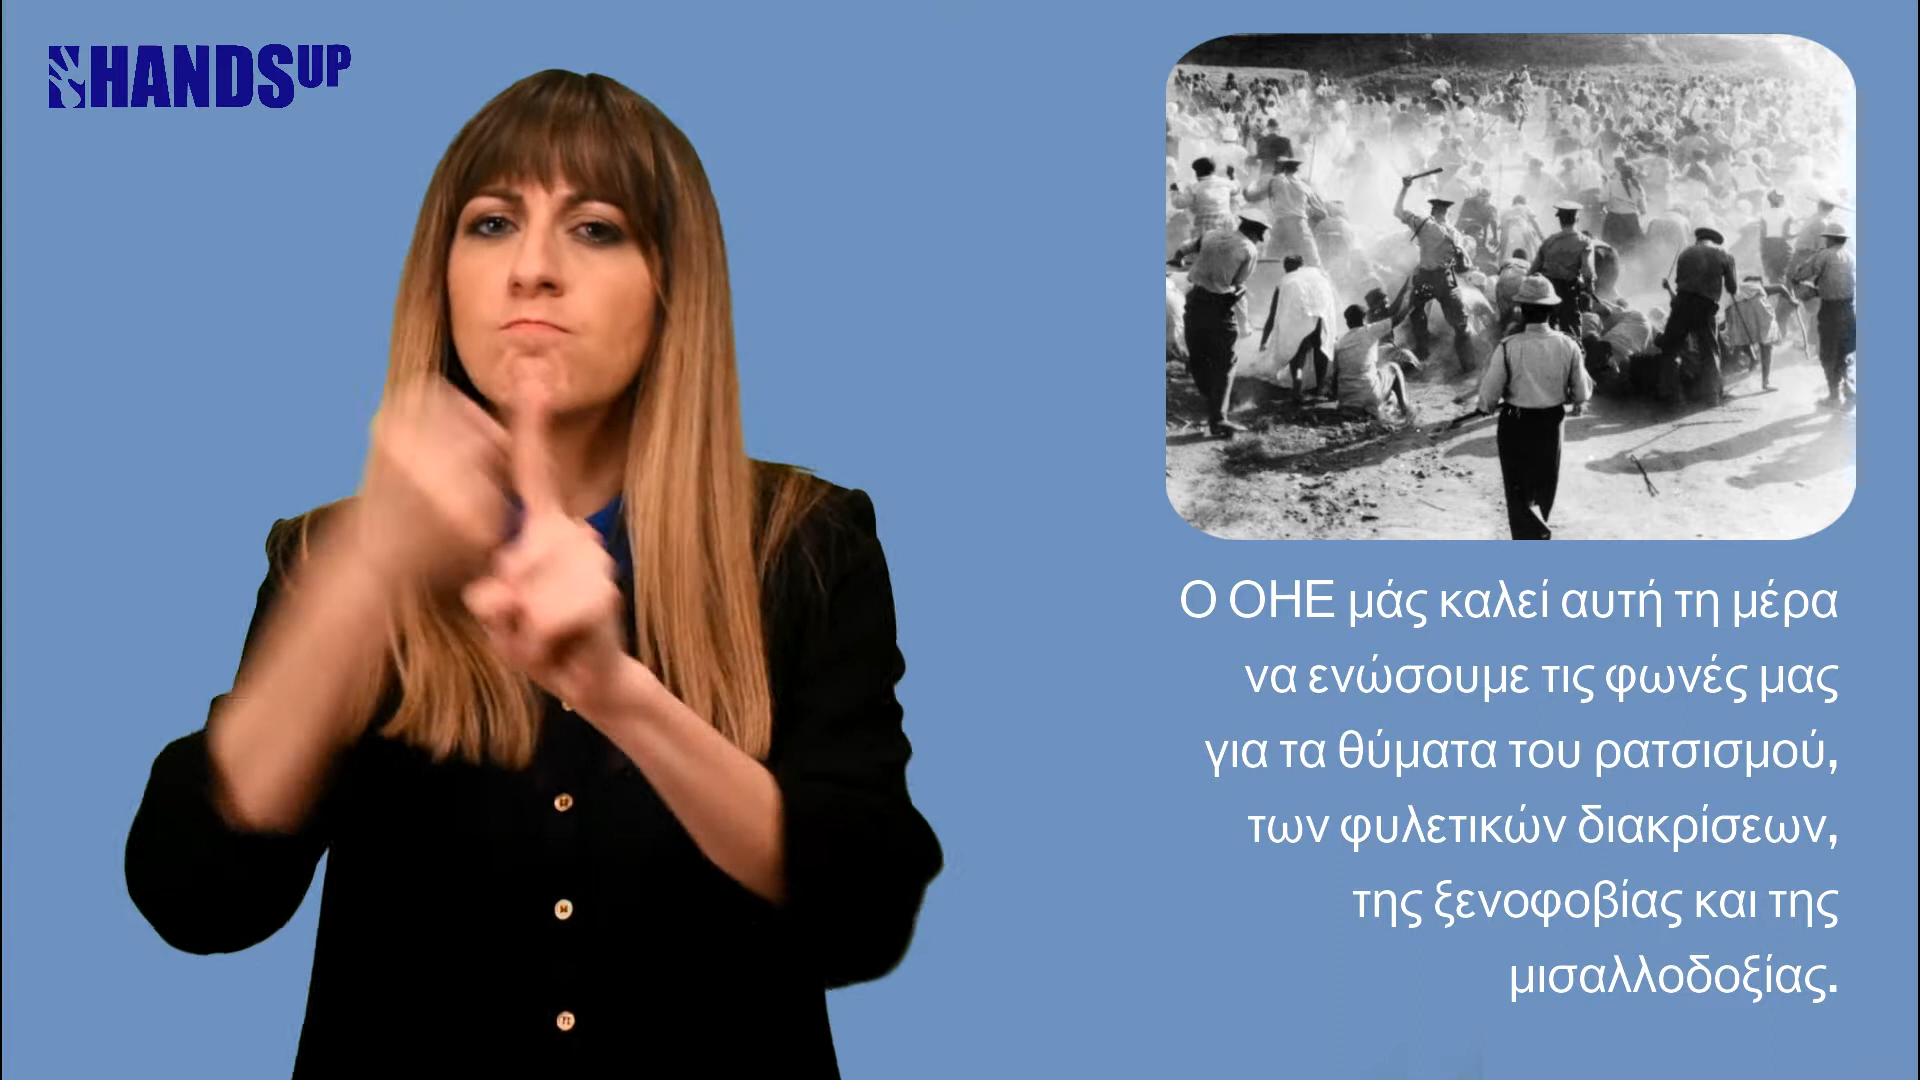 HANDSUP
Ο ΟΗΕ μάς καλεί αυτή τη μέρα
να ενώσουμε τις φωνές μας
για τα θύματα του ρατσισμού,
των φυλετικών διακρίσεων,
της ξενοφοβίας και της
μισαλλοδοξίας.